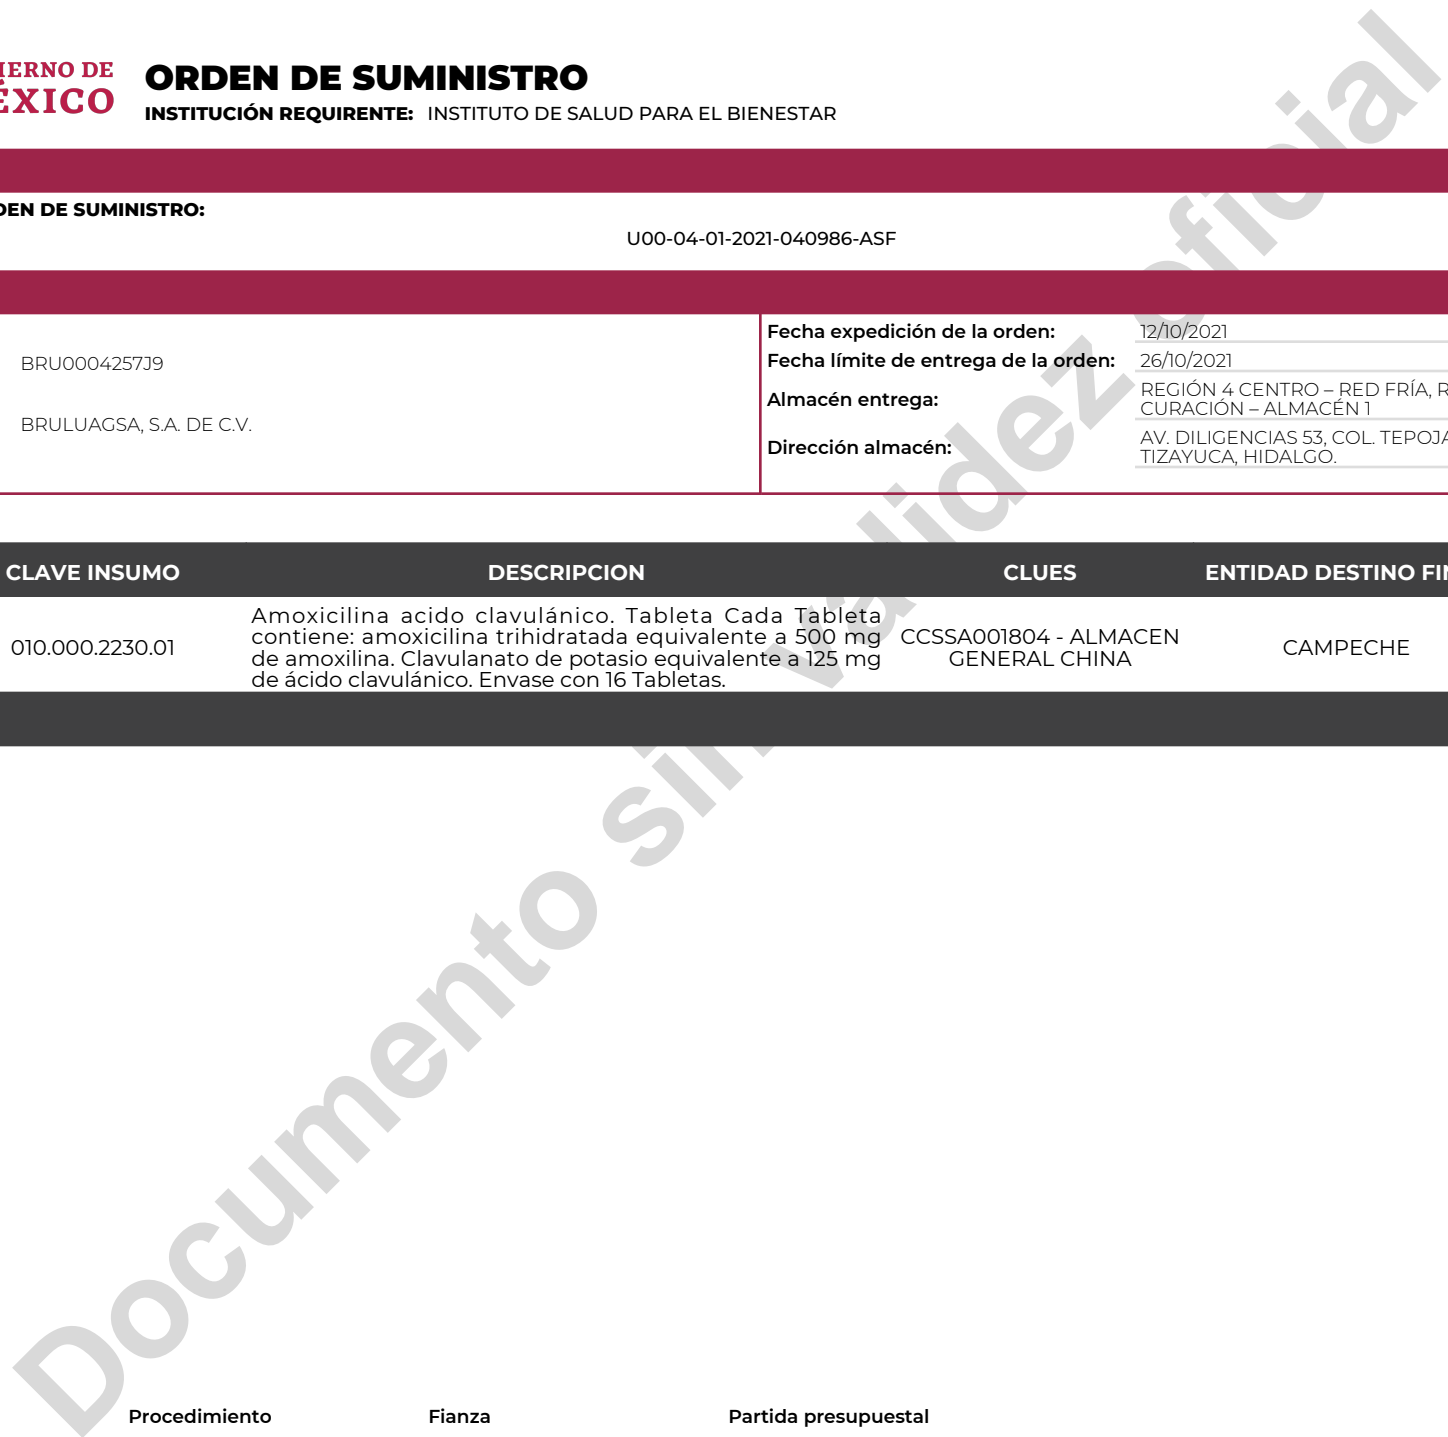 IERNO DE
ÉXICO
ORDEN DE SUMINISTRO
INSTITUCIÓN REQUIRENTE: INSTITUTO DE SALUD PARA EL BIENESTAR
DEN DE SUMINISTRO:
U00-04-01-2021-040986-ASF
BRU0004257J9
BRULUAGSA, S.A. DE C.V.
Fecha expedición de la orden: 12/10/2021
Fecha límite de entrega de la orden: 26/10/2021
Almacén entrega: REGIÓN 4 CENTRO – RED FRÍA, R
CURACIÓN – ALMACÉN 1
Dirección almacén: AV. DILIGENCIAS 53, COL. TEPOJA
TIZAYUCA, HIDALGO.
CLAVE INSUMO DESCRIPCION CLUES ENTIDAD DESTINO FIN
010.000.2230.01
Amoxicilina acido clavulánico. Tableta Cada Tableta
contiene: amoxicilina trihidratada equivalente a 500 mg
de amoxilina. Clavulanato de potasio equivalente a 125 mg
de ácido clavulánico. Envase con 16 Tabletas.
CCSSA001804 - ALMACEN
GENERAL CHINA
CAMPECHE
Documento sin validez oficial
Procedimiento Fianza Partida presupuestal